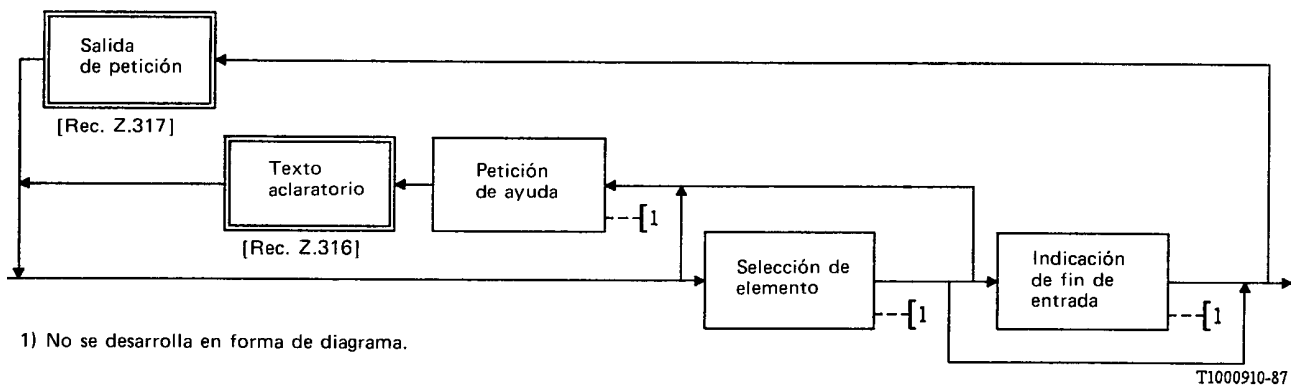 Salida
de petición
[Rec. Z.317]
Texto
aclaratorio
[Rec. Z.316]
Petición
de ayuda
1
Selección de
elemento
1
Indicación
de fin de
entrada
1
1) No se desarrolla en forma de diagrama.
T1000910-87